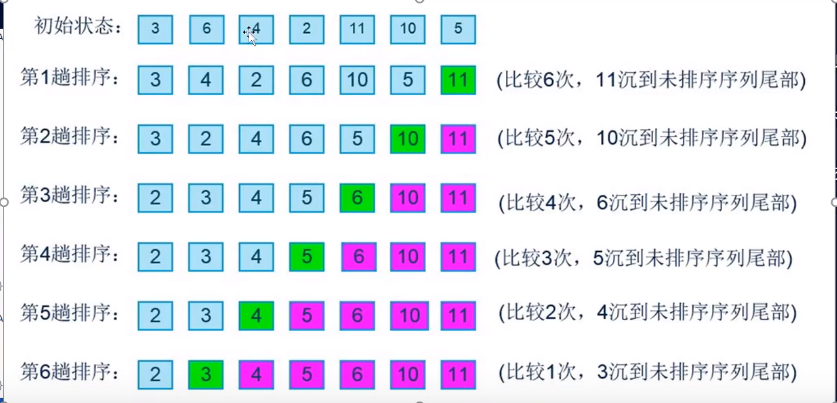 初始状态： 3 6 4 2 11 10 5
第1趟排序： 3 4 2 6 10 5 11 (比较6次，11沉到未排序序列尾部)
第2趟排序： 3 2 4 6 5 10 11 (比较5次，10沉到未排序序列尾部)
第3趟排序： 2 3 4 5 6 10 11 (比较4次，6沉到未排序序列尾部)
第4趟排序： 2 3 4 5 6 10 11 (比较3次，5沉到未排序序列尾部)
第5趟排序： 2 3 4 5 6 10 11 (比较2次，4沉到未排序序列尾部)
第6趟排序： 2 3 4 5 6 10 11 (比较1次，3沉到未排序序列尾部)